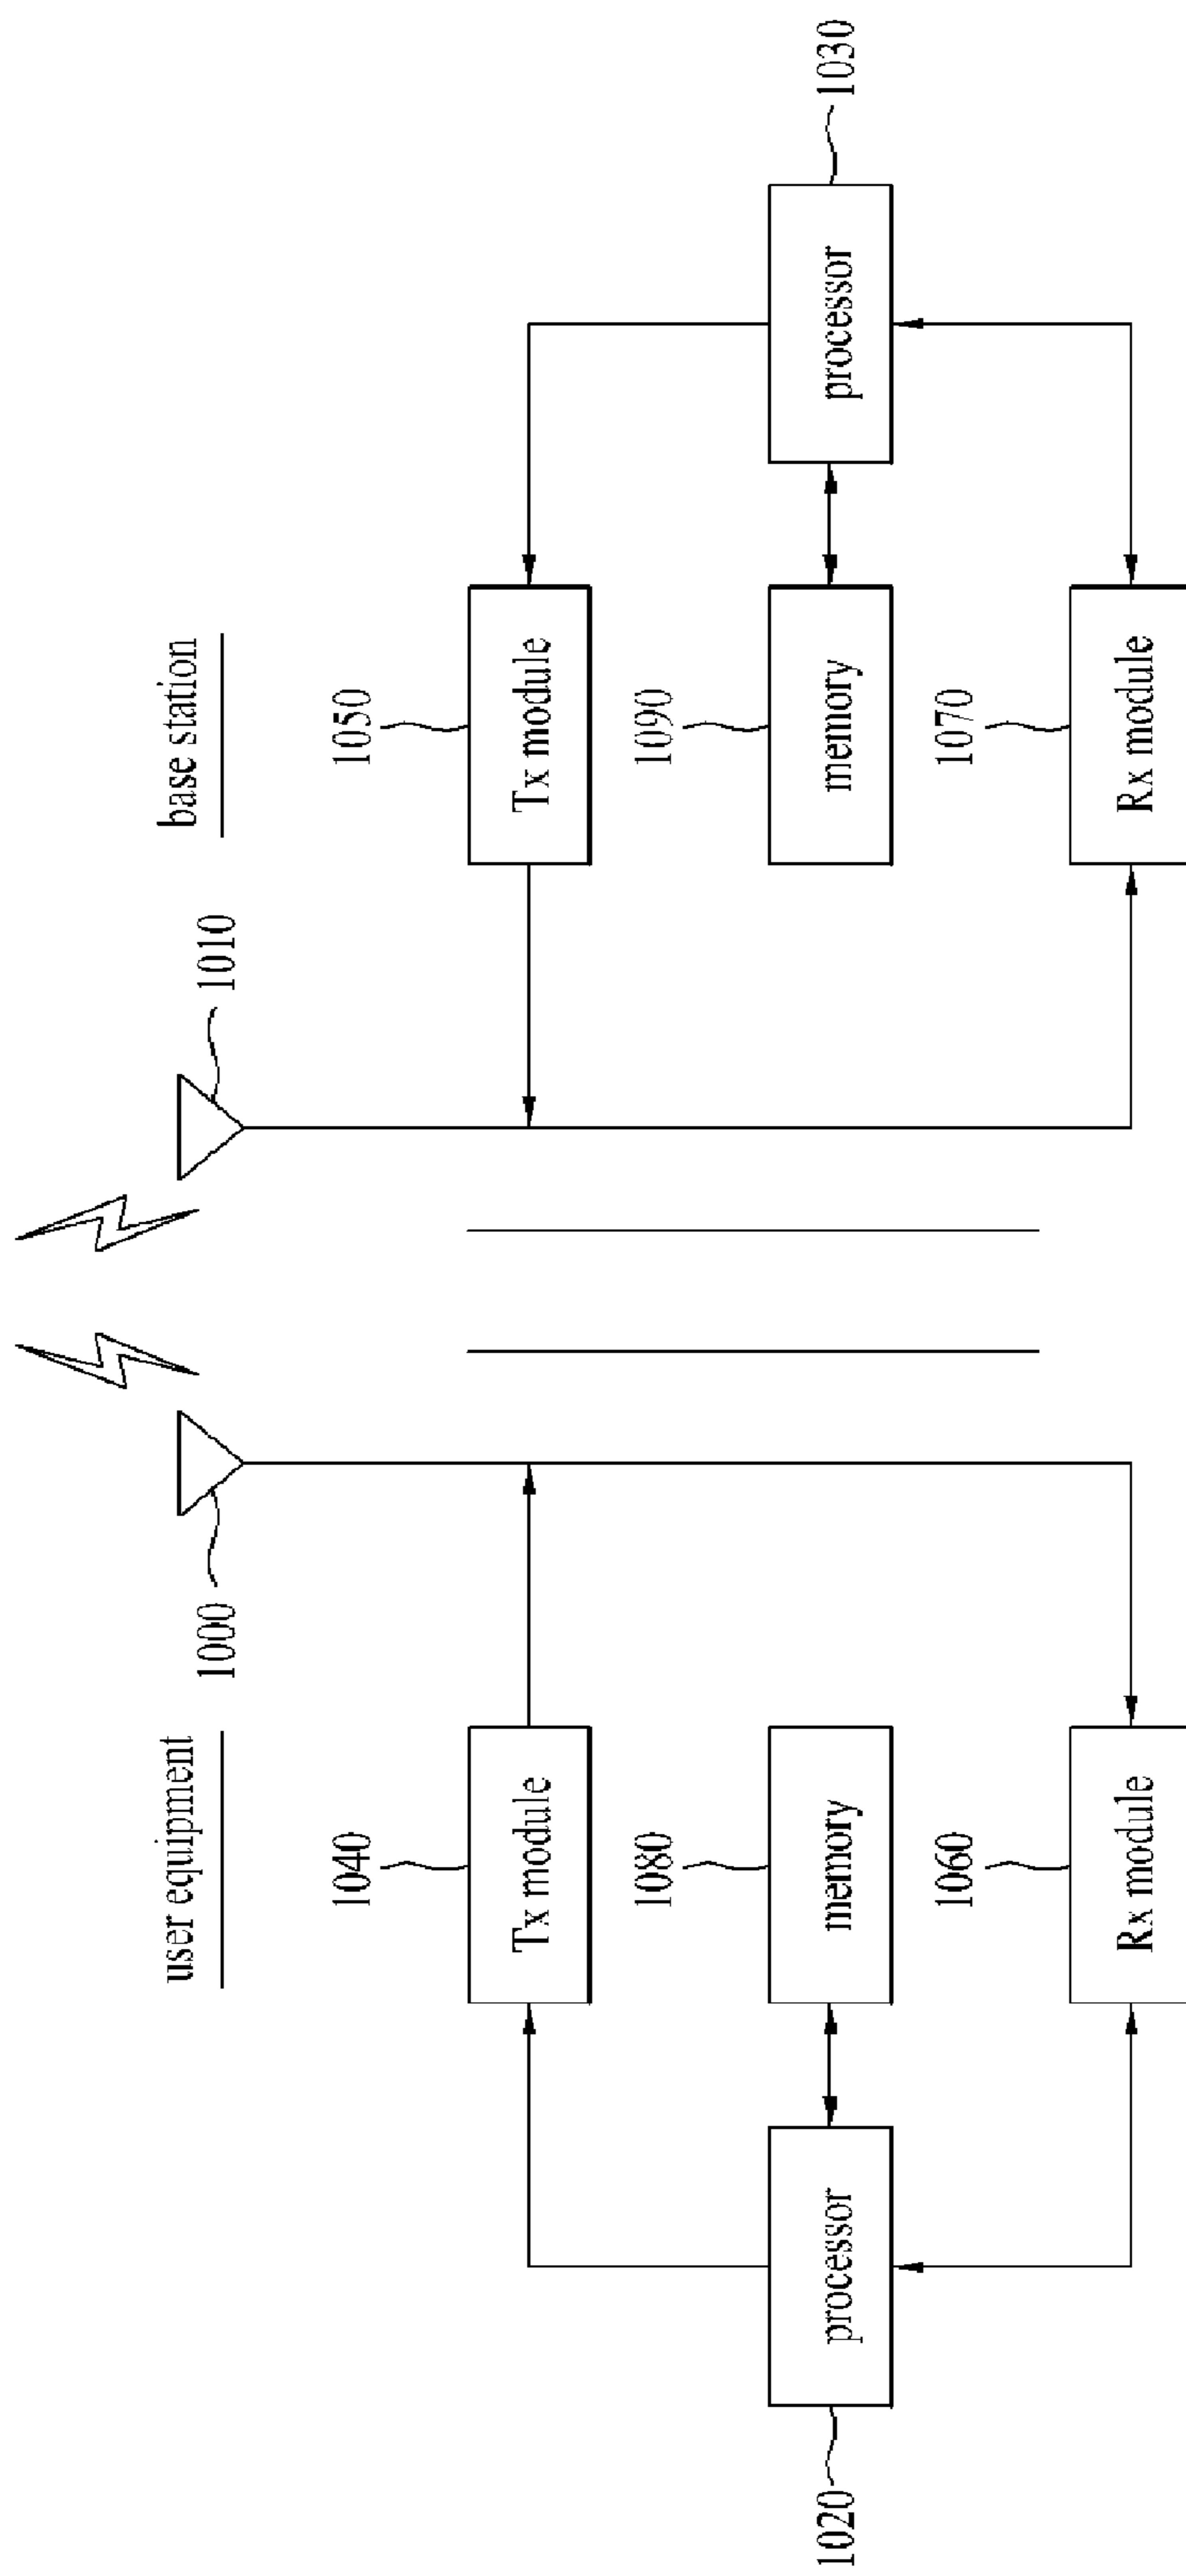 user equipment
base station
1000
1010
1040
Tx module
1050
Tx module
1020
processor
1080
memory
1090
memory
processor
1030
1060
Rx module
1070
Rx module